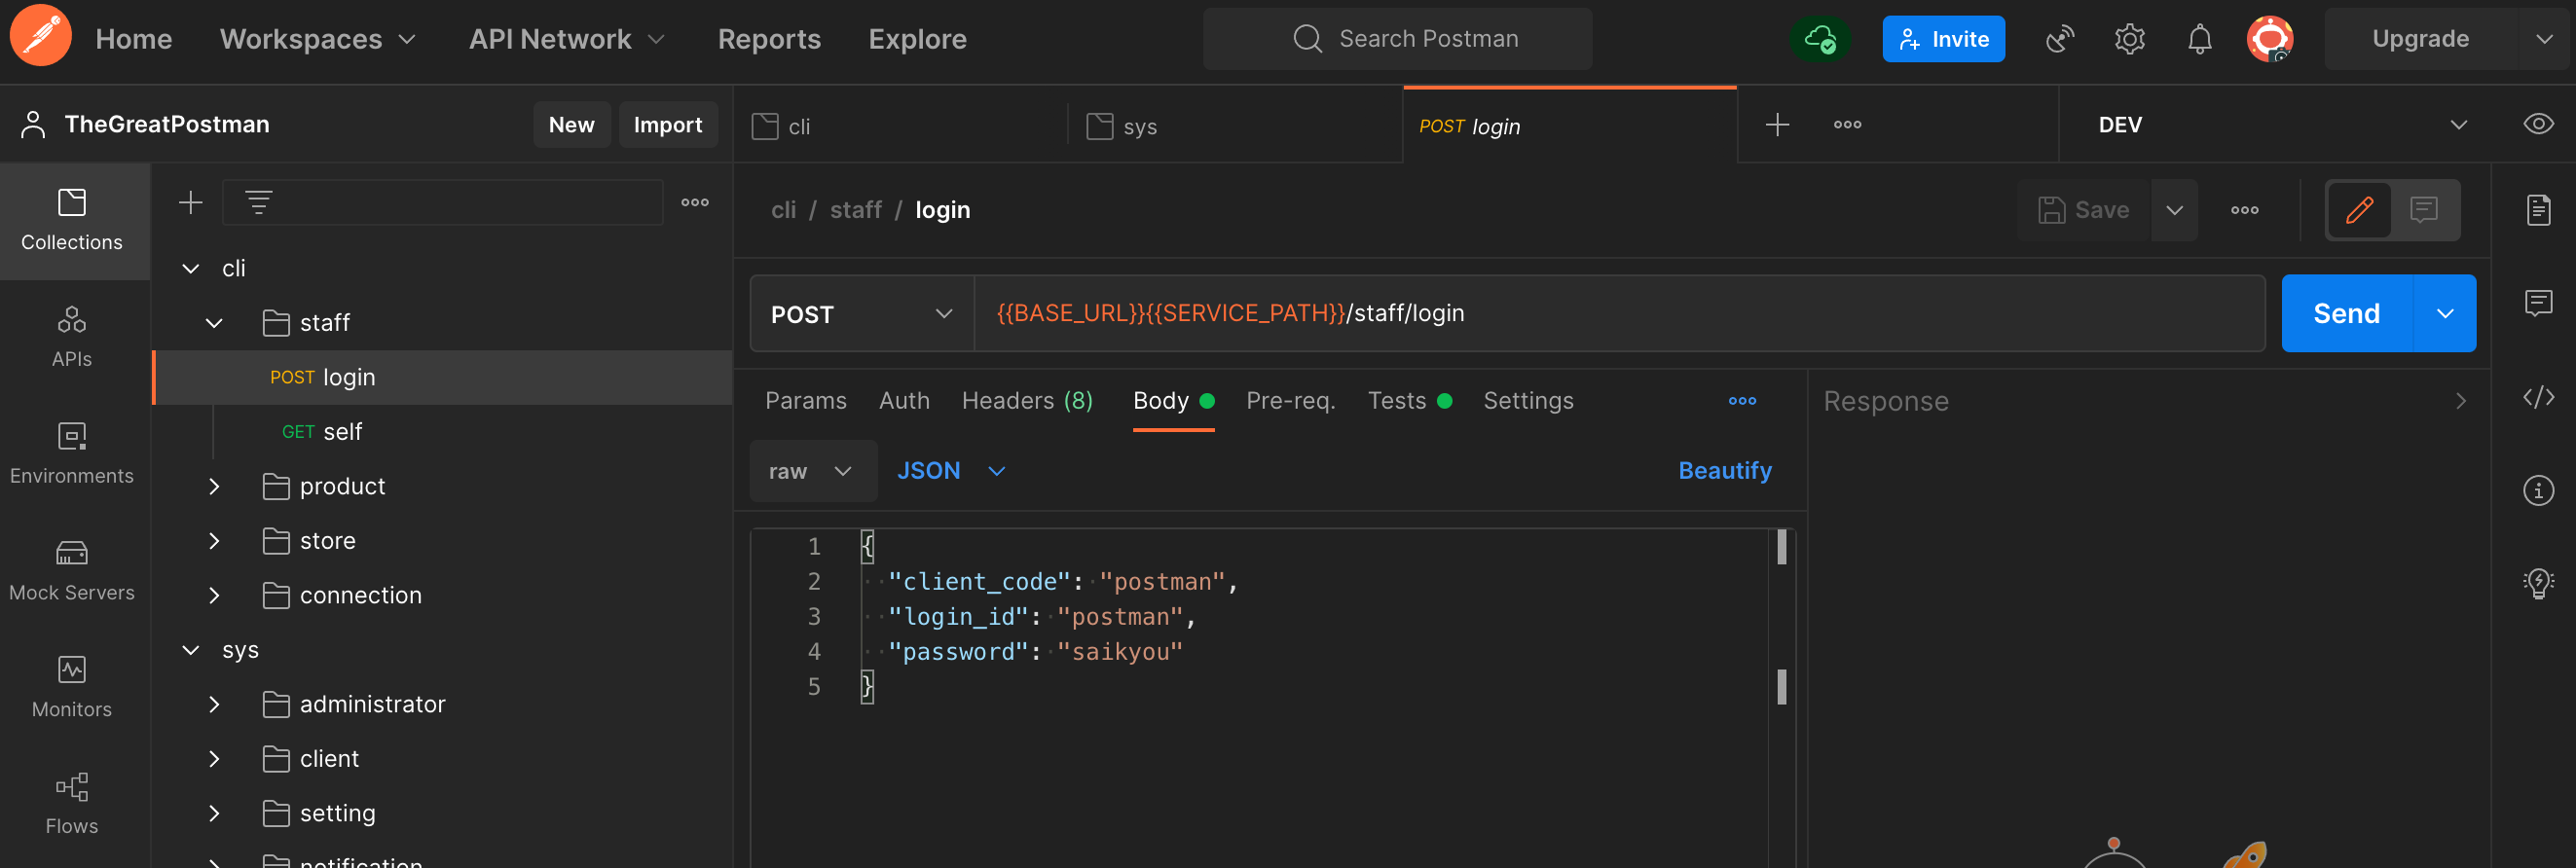 Home Workspaces API Network Reports Explore Search Postman Invite Upgrade
TheGreatPostman New Import cli sys POST login DEV
Collections
APIs
Environments
Mock Servers
Monitors
Flows
cli
staff
POST login
GET self
product
store
connection
sys
administrator
client
setting
notification
cli / staff / login Save
POST {{BASE_URL}}{{SERVICE_PATH}}/staff/login Send
Params Auth Headers (8) Body Pre-req. Tests Settings Response
raw JSON Beautify
1 {
2 "client_code": "postman",
3 "login_id": "postman",
4 "password": "saikyou"
5 }